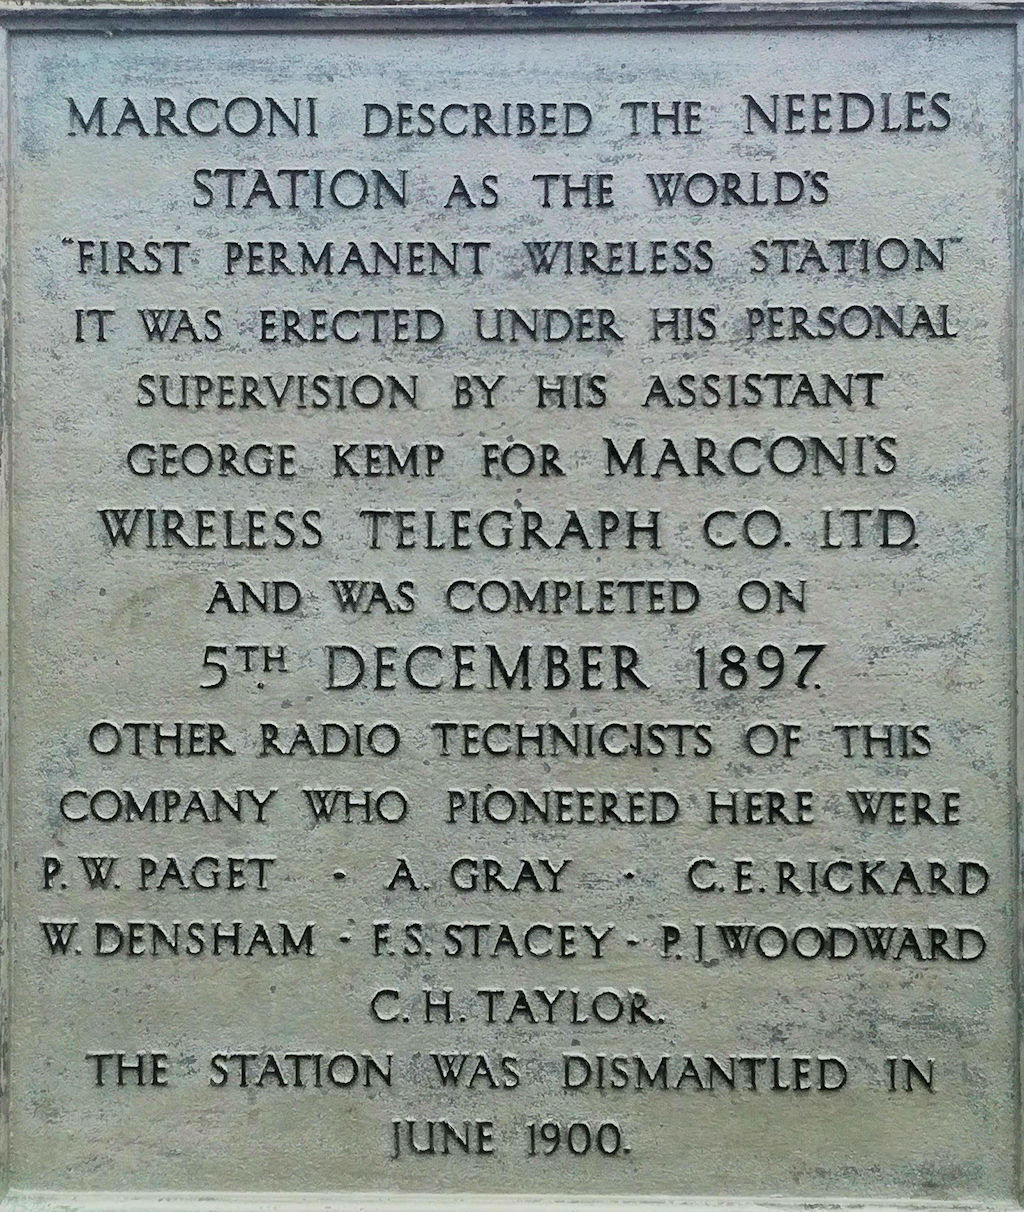 MARCONI DESCRIBED THE NEEDLES
STATION AS THE WORLD'S
"FIRST PERMANENT WIRELESS STATION"
IT WAS ERECTED UNDER HIS PERSONAL
SUPERVISION BY HIS ASSISTANT
GEORGE KEMP FOR MARCONI'S
WIRELESS TELEGRAPH CO. LTD.
AND WAS COMPLETED ON
5TH DECEMBER 1897.
OTHER RADIO TECHNICISTS OF THIS
COMPANY WHO PIONEERED HERE WERE
P. W. PAGET · A. GRAY · C. E. RICKARD
W. DENSHAM · F. S. STACEY · P. J. WOODWARD
C. H. TAYLOR.
THE STATION WAS DISMANTLED IN
JUNE 1900.